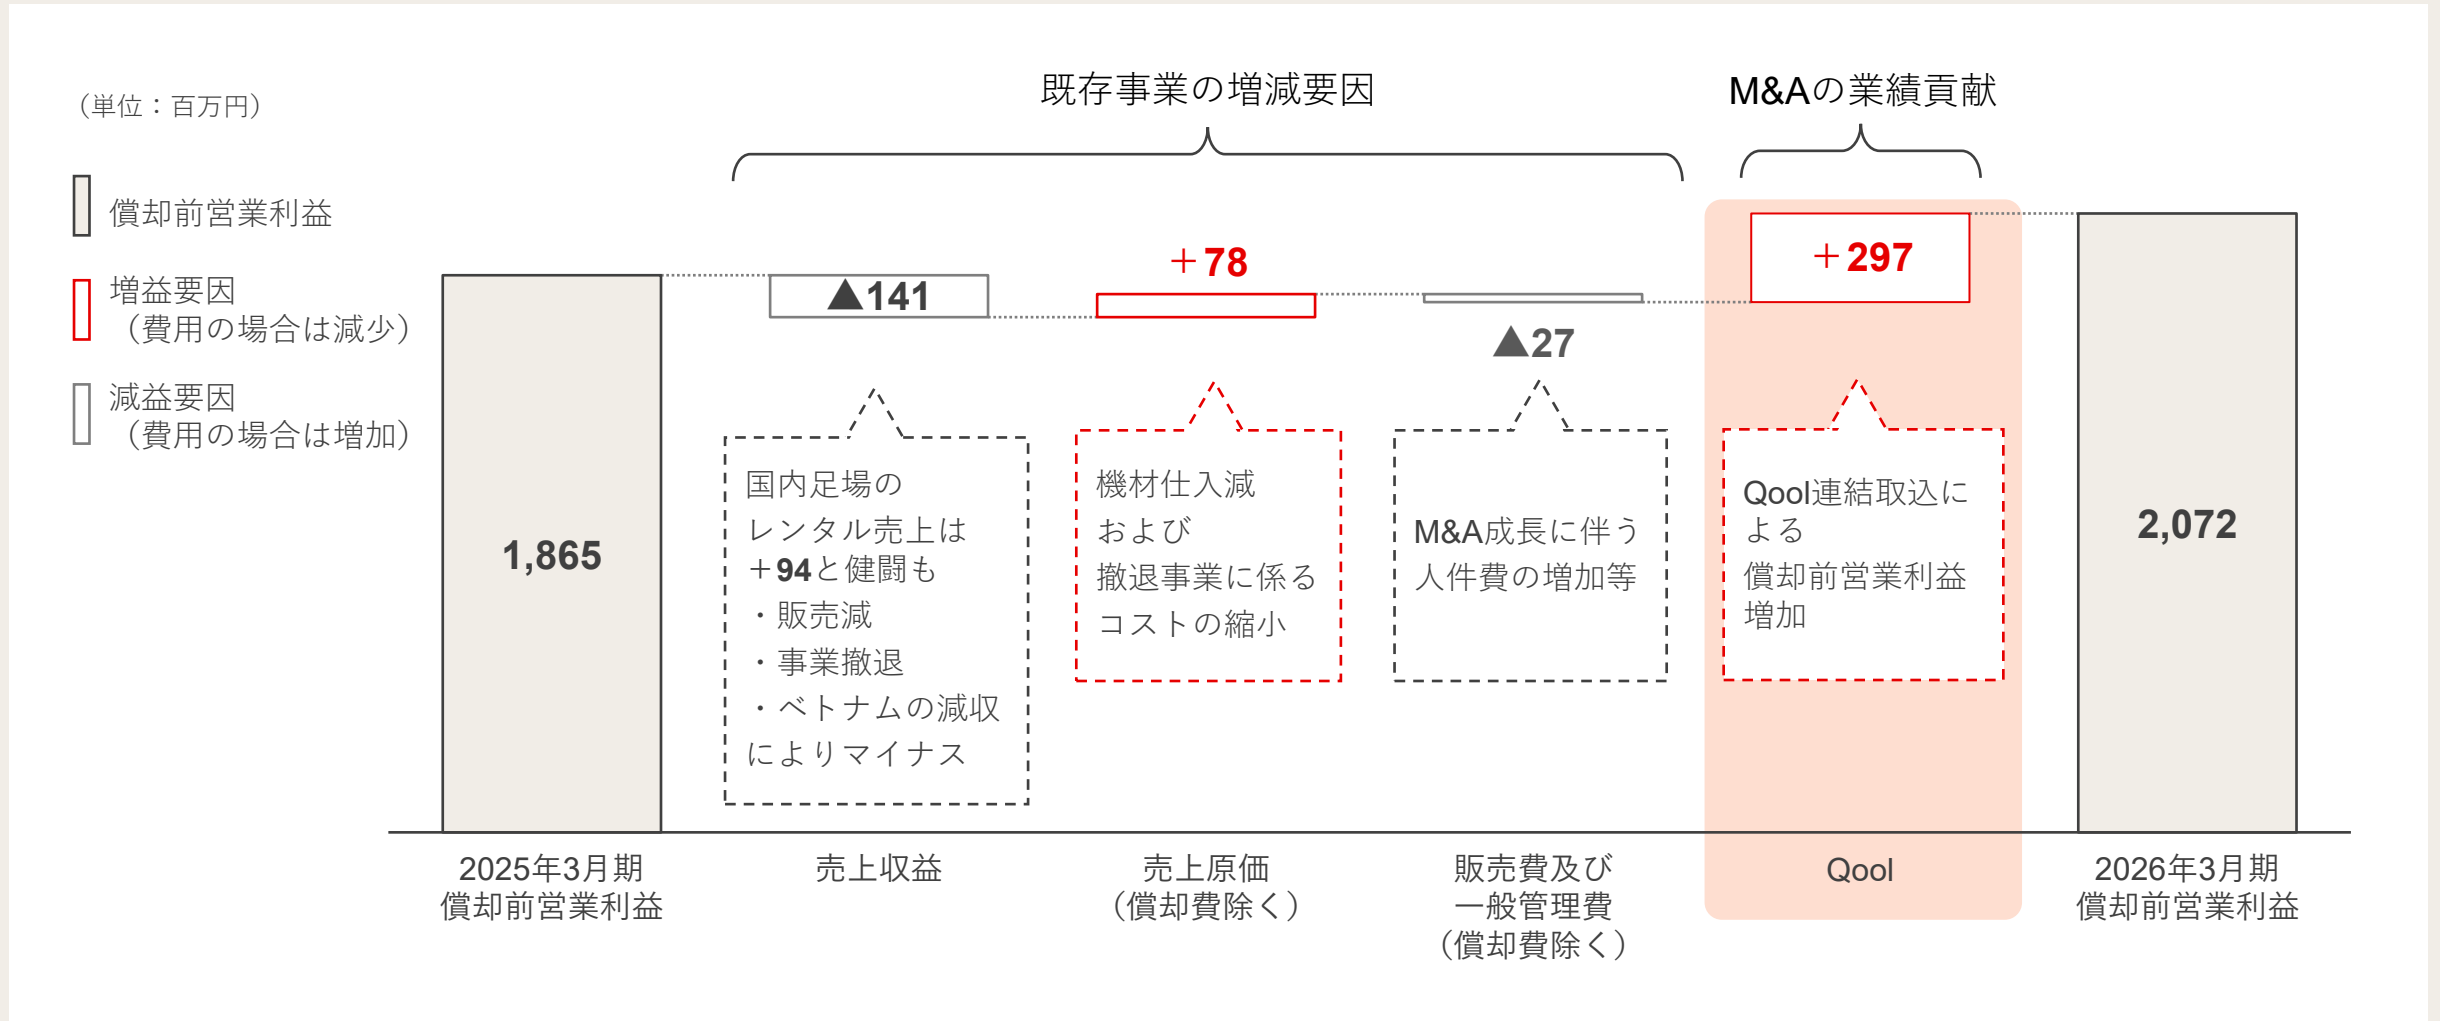 （単位：百万円）
償却前営業利益
増益要因
（費用の場合は減少）
減益要因
（費用の場合は増加）
既存事業の増減要因
M&Aの業績貢献
1,865
▲141
＋78
▲27
＋297
2,072
国内足場の
レンタル売上は
＋94と健闘も
・販売減
・事業撤退
・ベトナムの減収
によりマイナス
機材仕入減
および
撤退事業に係る
コストの縮小
M&A成長に伴う
人件費の増加等
Qool連結取込に
よる
償却前営業利益
増加
2025年3月期
償却前営業利益
売上収益
売上原価
（償却費除く）
販売費及び
一般管理費
（償却費除く）
Qool
2026年3月期
償却前営業利益